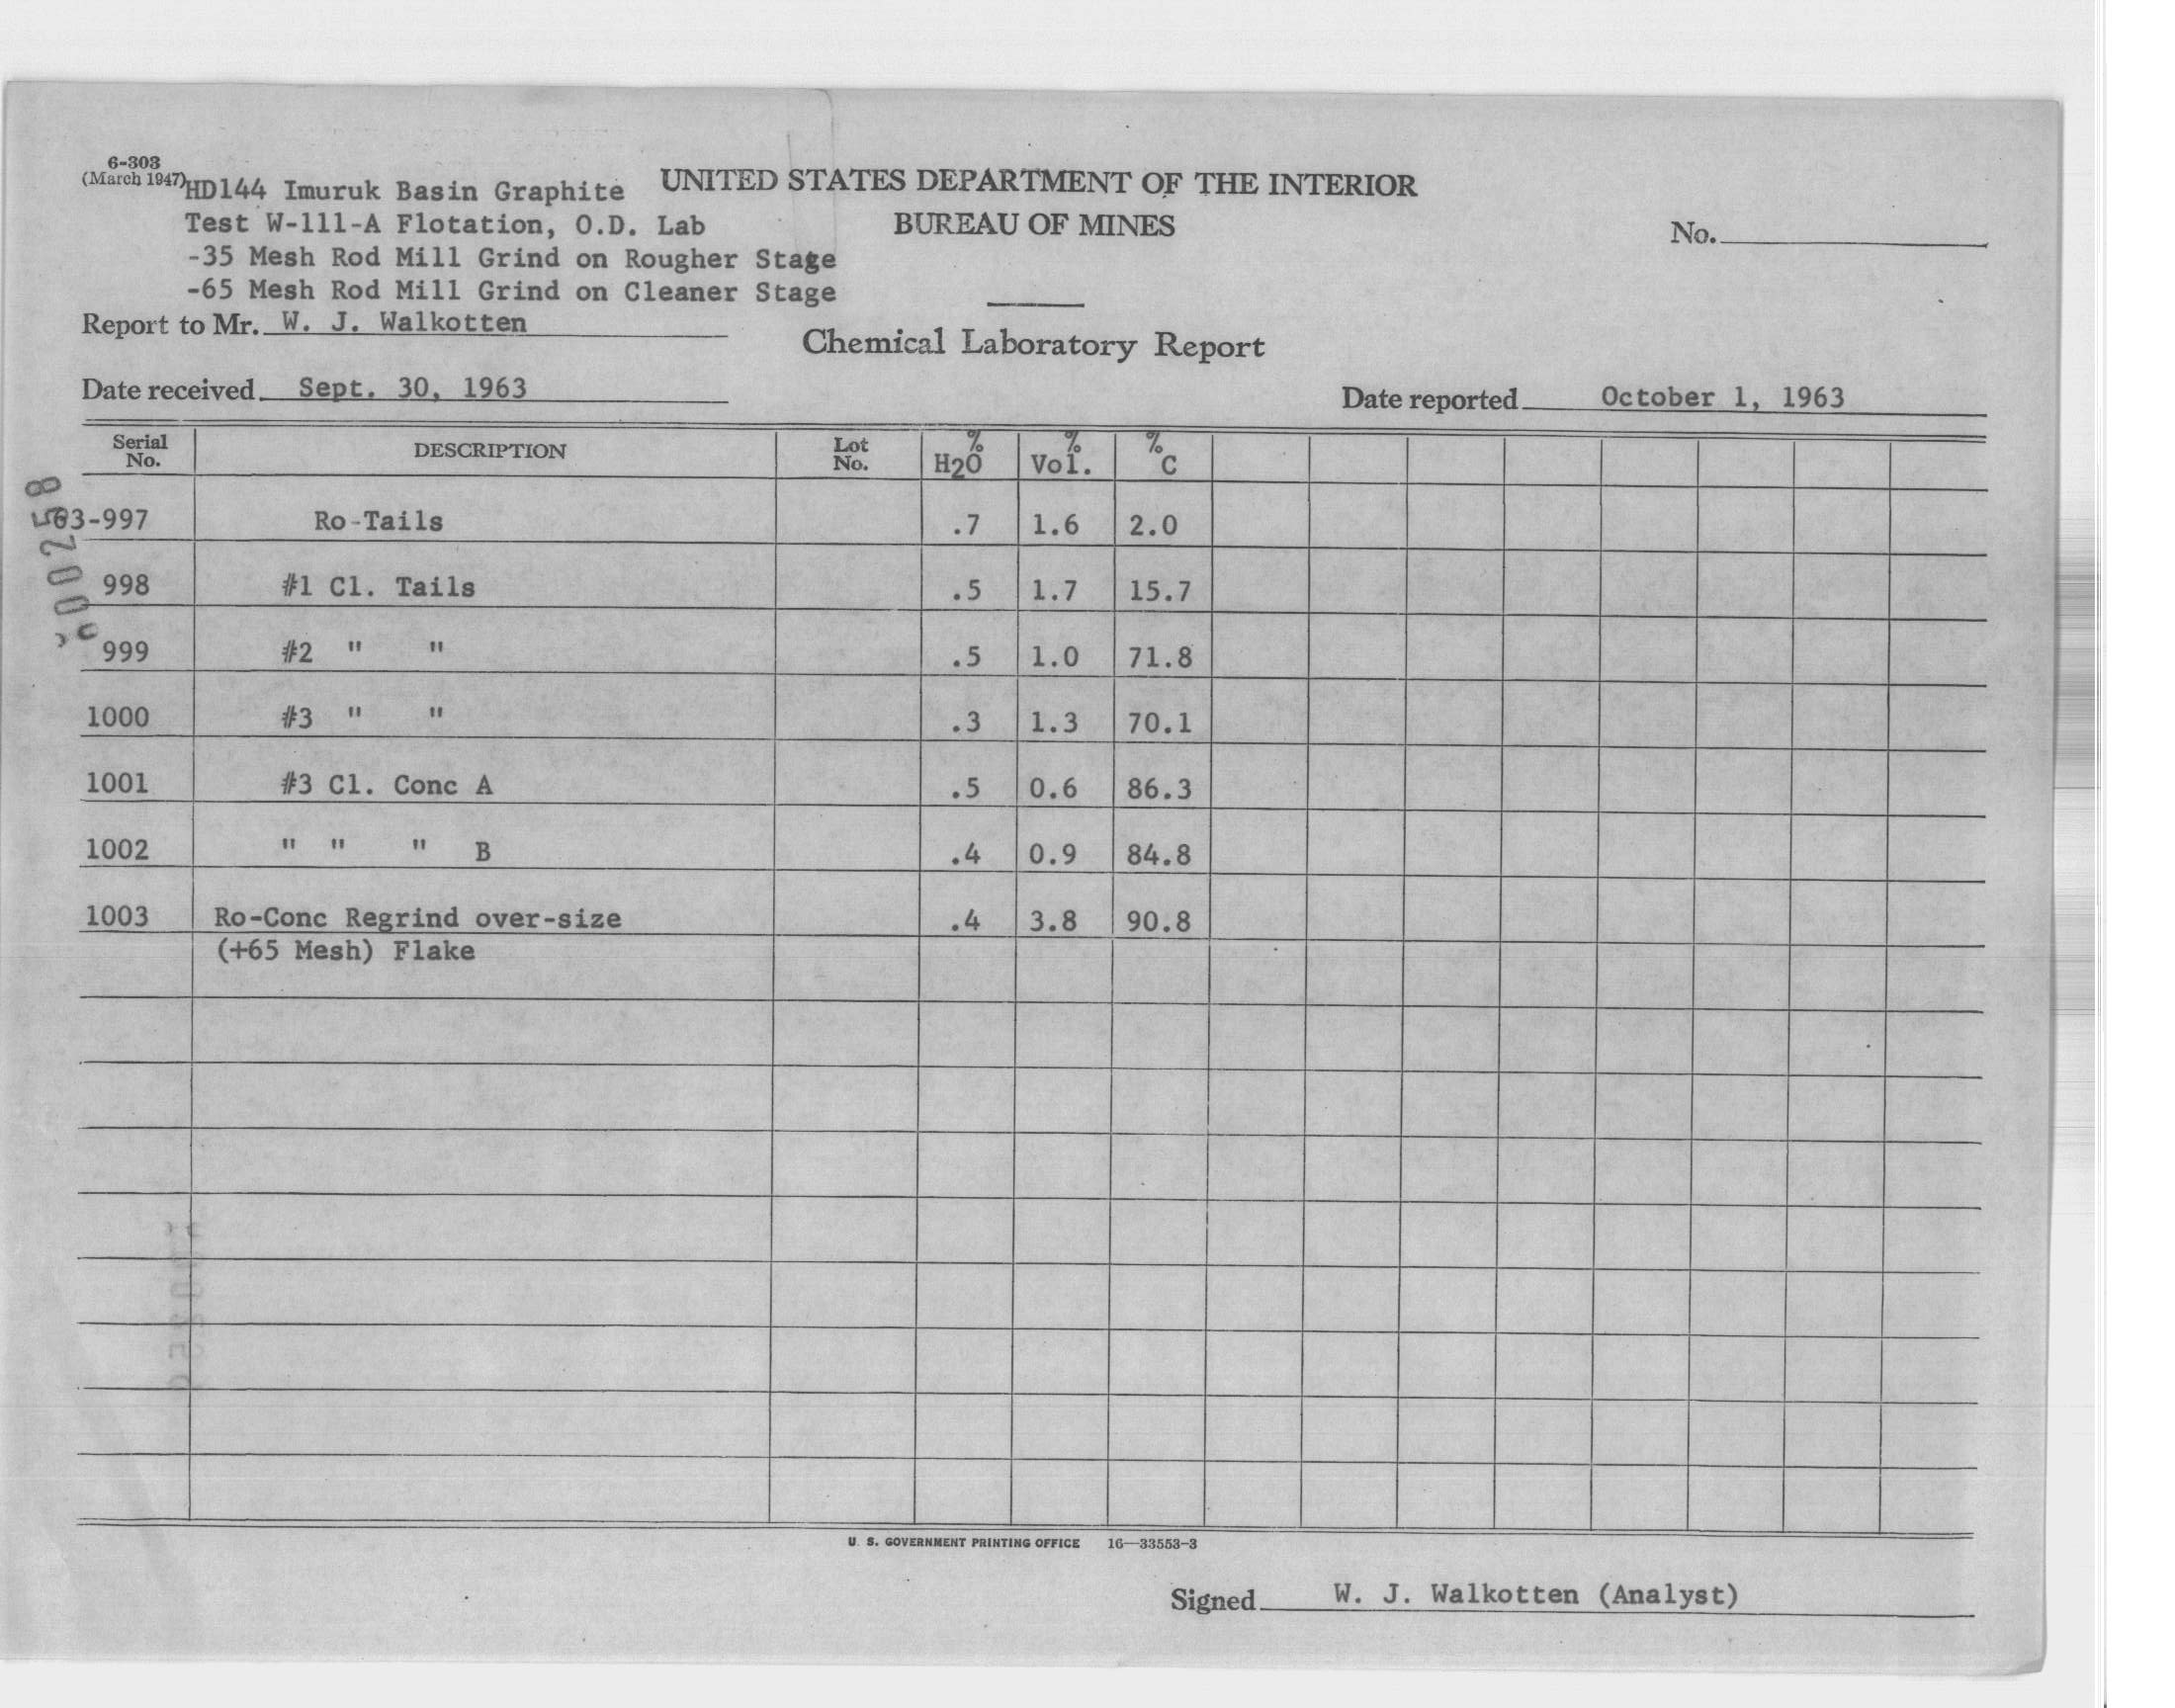 6-303
(March 1947)
HD144 Imuruk Basin Graphite
UNITED STATES DEPARTMENT OF THE INTERIOR
Test W-111-A Flotation, O.D. Lab
BUREAU OF MINES
No.
-35 Mesh Rod Mill Grind on Rougher Stage
-65 Mesh Rod Mill Grind on Cleaner Stage
Report to Mr. W. J. Walkotten
Chemical Laboratory Report
Date received Sept. 30, 1963
Date reported October 1, 1963
Serial No. DESCRIPTION Lot No. % H2O % Vol. % C
63-997 Ro-Tails .7 1.6 2.0
998 #1 Cl. Tails .5 1.7 15.7
999 #2 " " .5 1.0 71.8
1000 #3 " " .3 1.3 70.1
1001 #3 Cl. Conc A .5 0.6 86.3
1002 " " " B .4 0.9 84.8
1003 Ro-Conc Regrind over-size .4 3.8 90.8
(+65 Mesh) Flake
U. S. GOVERNMENT PRINTING OFFICE 16—33553-3
Signed W. J. Walkotten (Analyst)